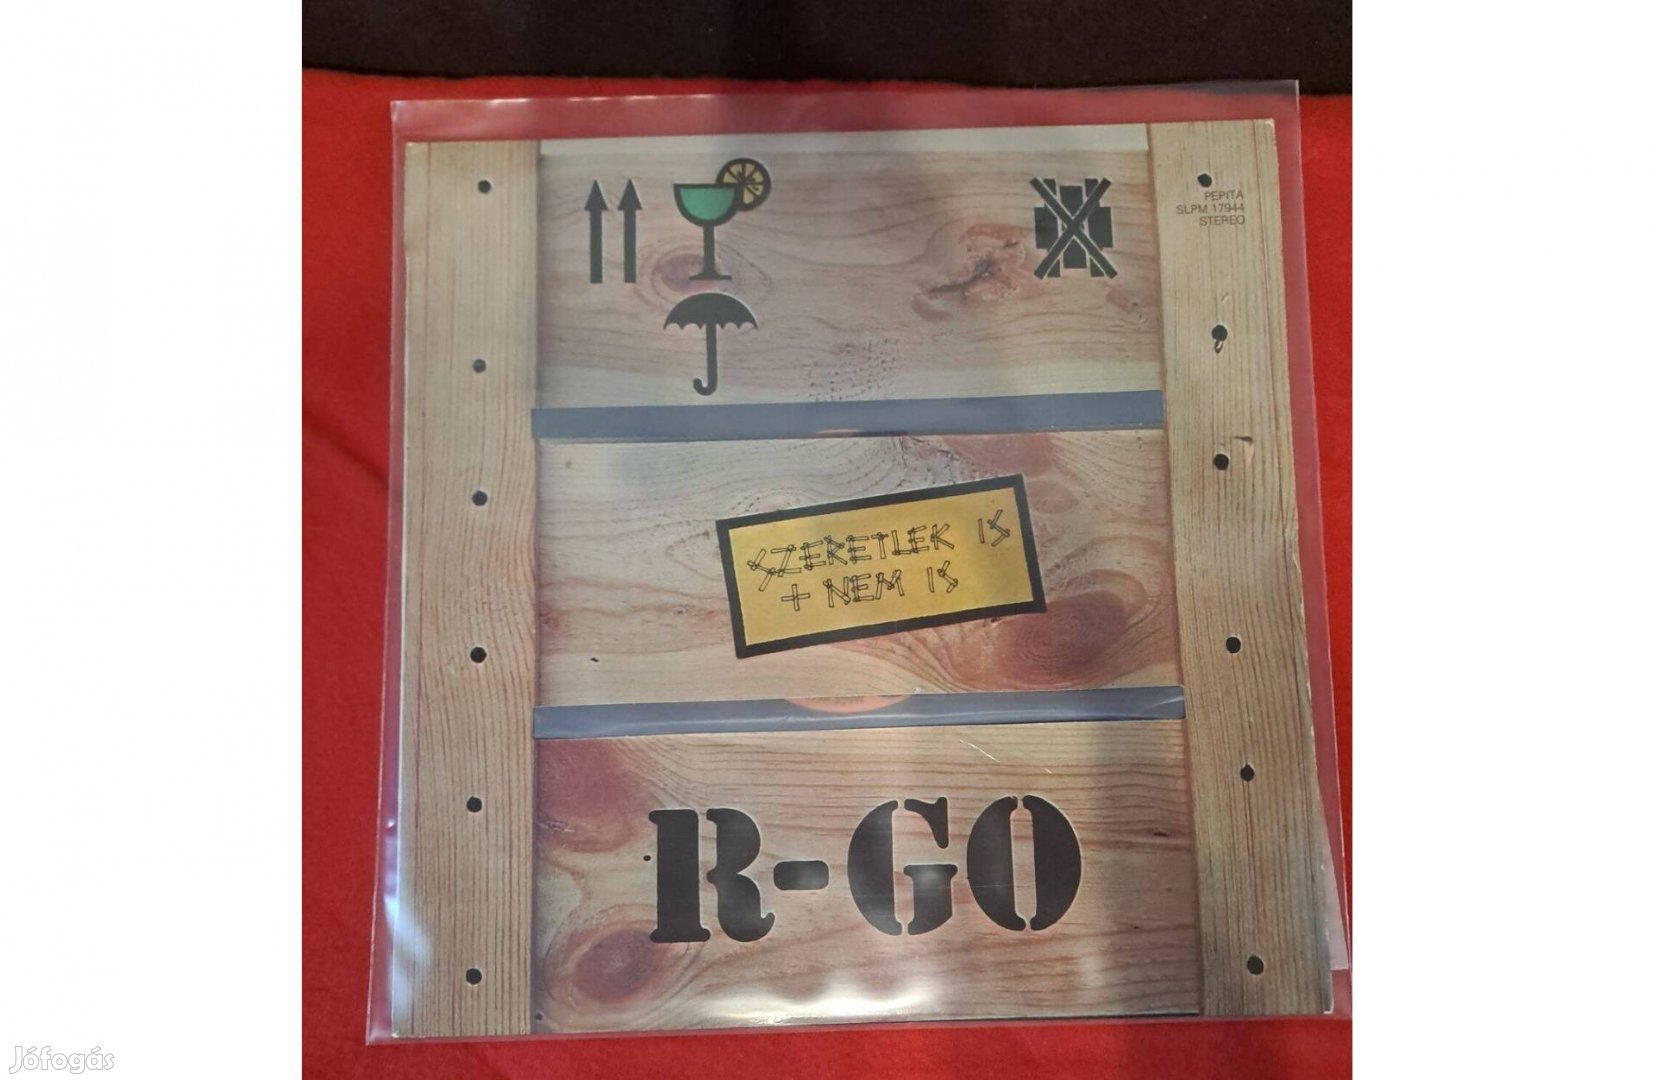 PEPITA
SLPM 17944
STEREO
SZERETLEK IS
+ NEM IS
R-GO
Jófogás